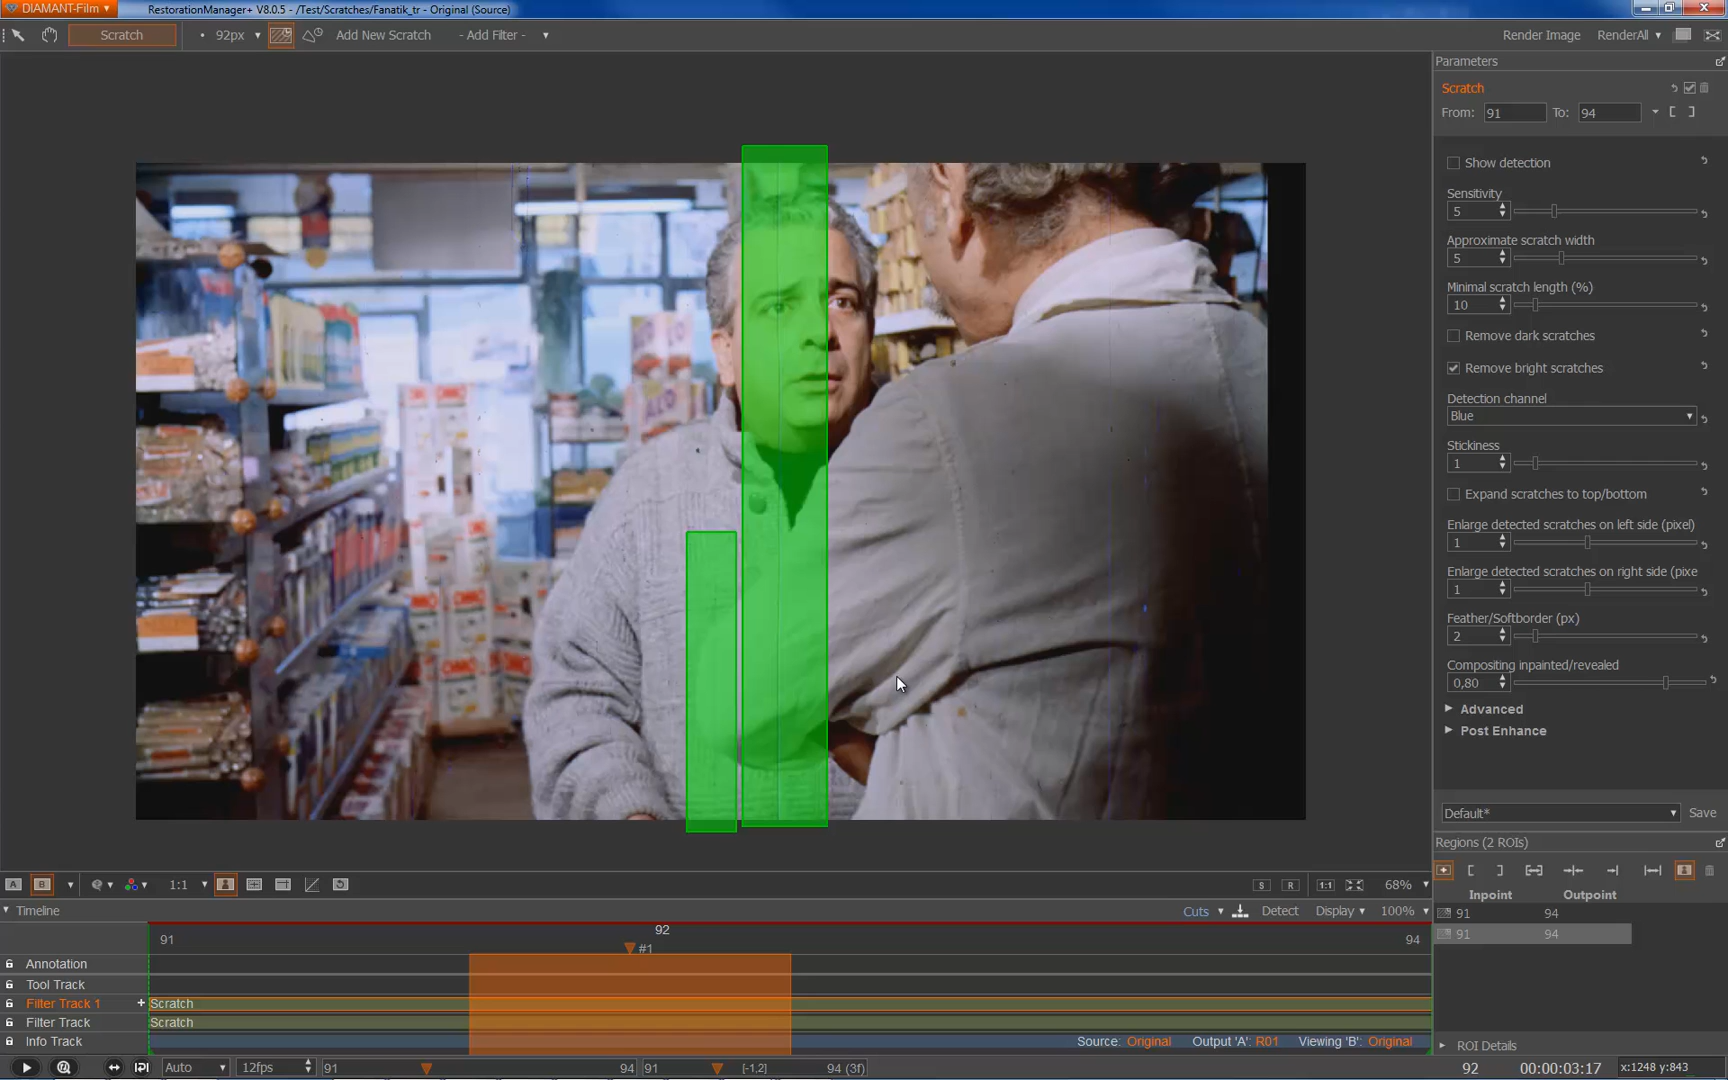 DIAMANT-Film
RestorationManager+ V8.0.5 - /Test/Scratches/Fanatik_tr - Original (Source)
Scratch
92px
Add New Scratch
- Add Filter -
Render Image
RenderAll
Parameters
Scratch
From: 91 To: 94
Show detection
Sensitivity
5
Approximate scratch width
5
Minimal scratch length (%)
10
Remove dark scratches
Remove bright scratches
Detection channel
Blue
Stickiness
1
Expand scratches to top/bottom
Enlarge detected scratches on left side (pixel)
1
Enlarge detected scratches on right side (pixe
1
Feather/Softborder (px)
2
Compositing inpainted/revealed
0,80
Advanced
Post Enhance
Default*
Save
Regions (2 ROIs)
Inpoint Outpoint
91 94
91 94
ROI Details
A B 1:1 S R 1:1 68%
Timeline
Cuts Detect Display 100%
91 92 94
#1
Annotation
Tool Track
Filter Track 1 + Scratch
Filter Track Scratch
Info Track Source: Original Output 'A': R01 Viewing 'B': Original
Auto 12fps 91 94 91 [-1,2] 94 (3f) 92 00:00:03:17 x:1248 y:843